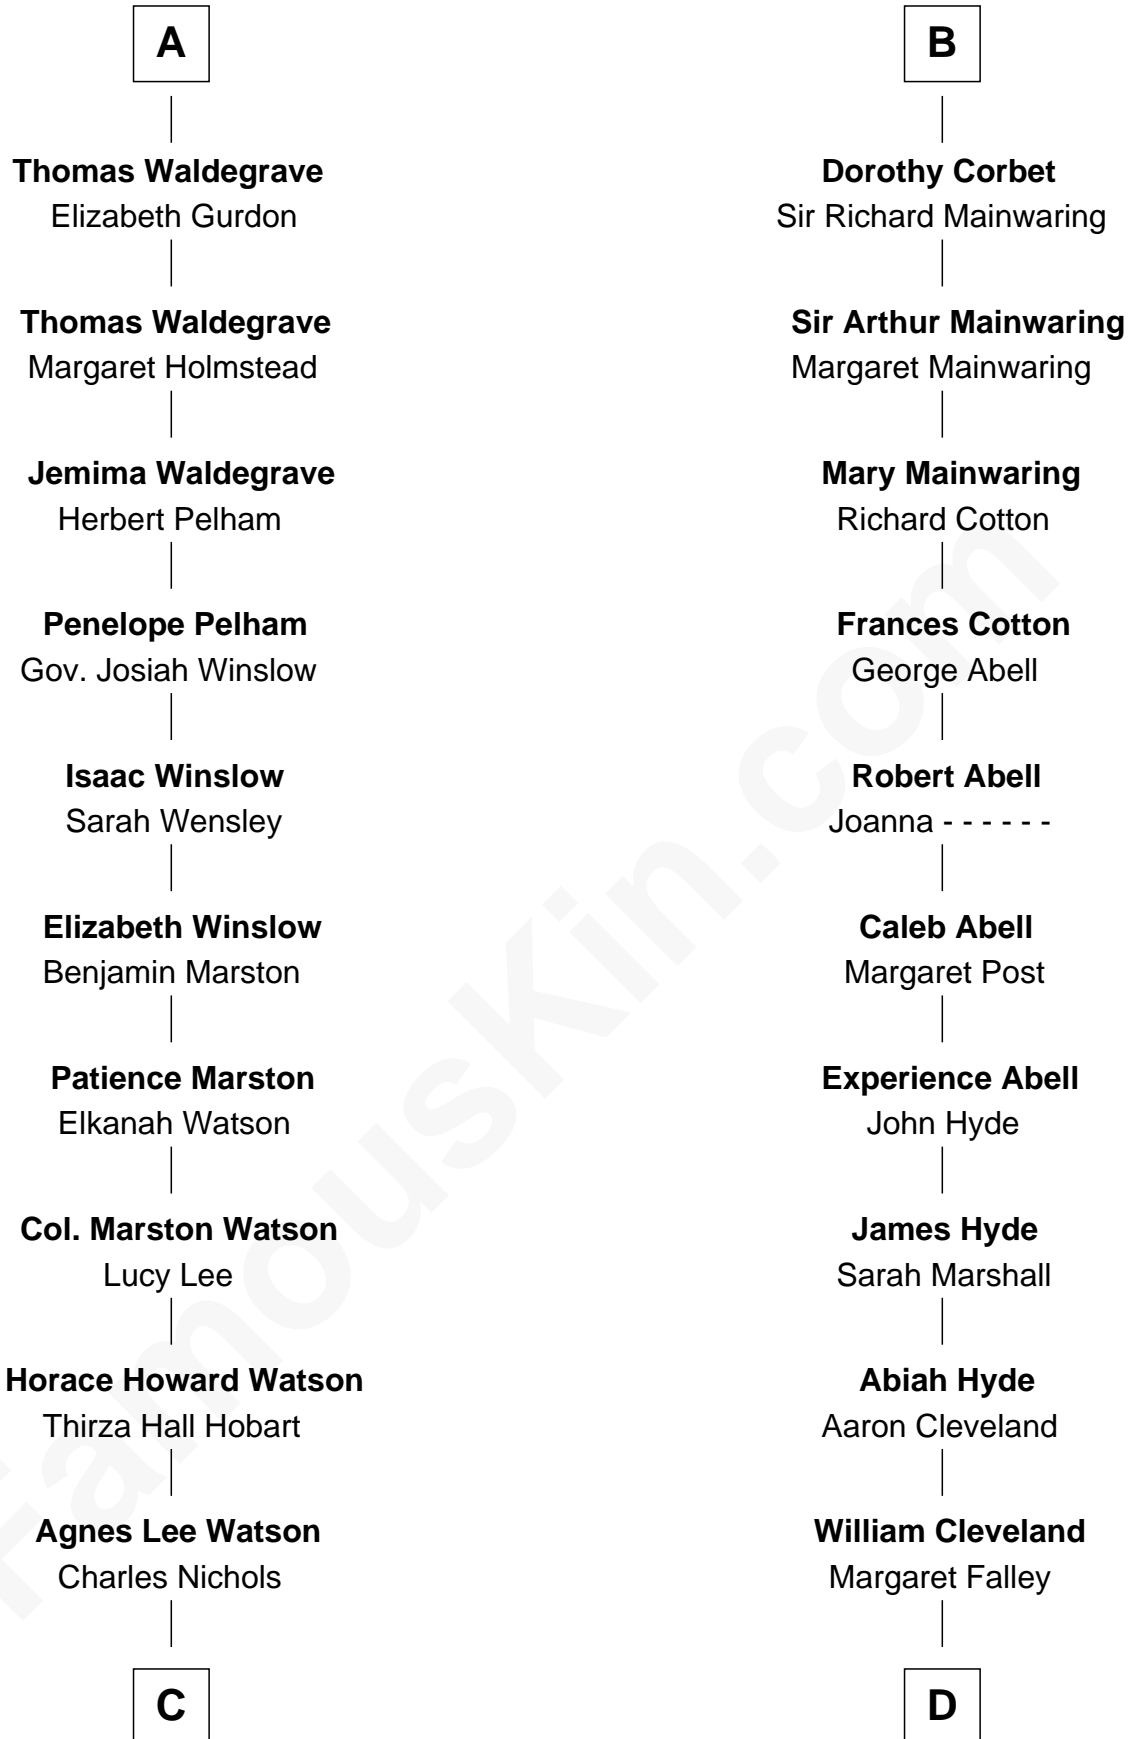 A
Thomas Waldegrave
Elizabeth Gurdon
Thomas Waldegrave
Margaret Holmstead
Jemima Waldegrave
Herbert Pelham
Penelope Pelham
Gov. Josiah Winslow
Isaac Winslow
Sarah Wensley
Elizabeth Winslow
Benjamin Marston
Patience Marston
Elkanah Watson
Col. Marston Watson
Lucy Lee
Horace Howard Watson
Thirza Hall Hobart
Agnes Lee Watson
Charles Nichols
C
B
Dorothy Corbet
Sir Richard Mainwaring
Sir Arthur Mainwaring
Margaret Mainwaring
Mary Mainwaring
Richard Cotton
Frances Cotton
George Abell
Robert Abell
Joanna - - - - - -
Caleb Abell
Margaret Post
Experience Abell
John Hyde
James Hyde
Sarah Marshall
Abiah Hyde
Aaron Cleveland
William Cleveland
Margaret Falley
D
FamousKin.com